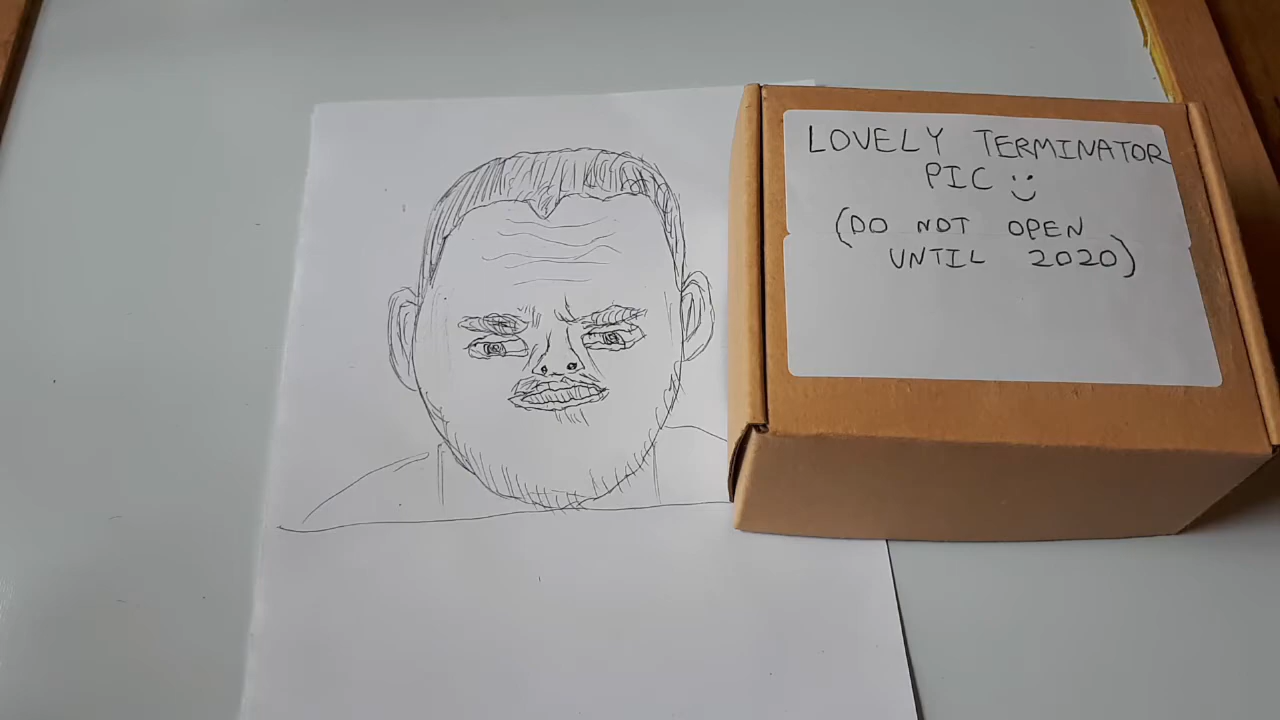 LOVELY TERMINATOR
PIC
(DO NOT OPEN
UNTIL 2020)